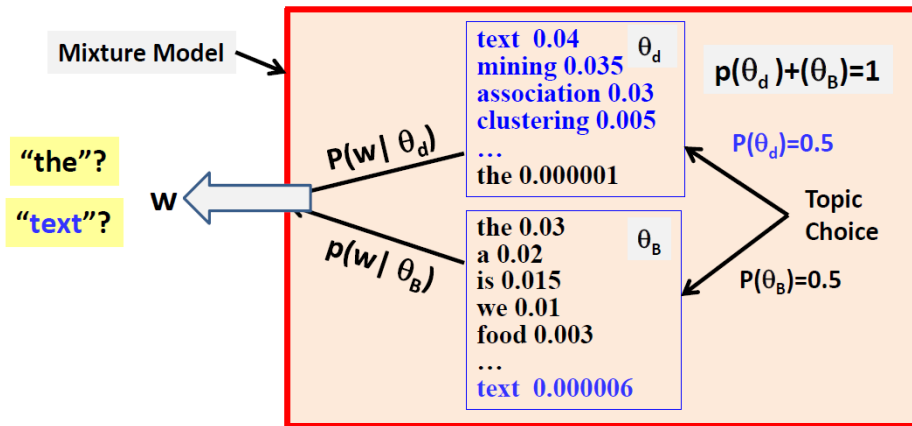 Mixture Model
“the”?
“text”?
w
P(w| θd)
p(w| θB)
text 0.04
mining 0.035
association 0.03
clustering 0.005
…
the 0.000001
θd
the 0.03
a 0.02
is 0.015
we 0.01
food 0.003
…
text 0.000006
θB
p(θd )+(θB)=1
P(θd)=0.5
Topic
Choice
P(θB)=0.5